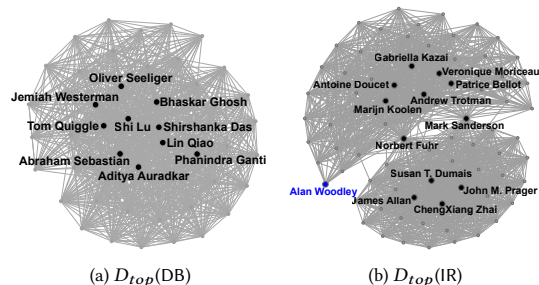 Oliver Seeliger
Jemiah Westerman
Bhaskar Ghosh
Tom Quiggle
Shi Lu
Shirshanka Das
Lin Qiao
Abraham Sebastian
Phanindra Ganti
Aditya Auradkar
(a) D_top(DB)
Gabriella Kazai
Veronique Moriceau
Antoine Doucet
Patrice Bellot
Andrew Trotman
Marijn Koolen
Mark Sanderson
Norbert Fuhr
Susan T. Dumais
Alan Woodley
John M. Prager
James Allan
ChengXiang Zhai
(b) D_top(IR)